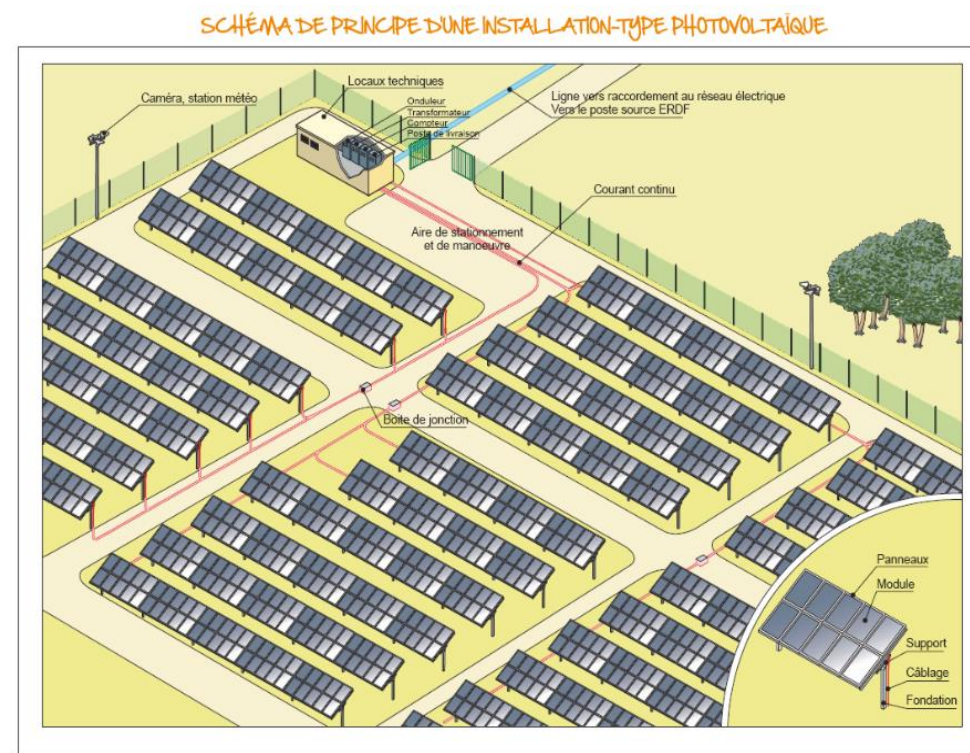 SCHÉMA DE PRINCIPE D'UNE INSTALLATION-TYPE PHOTOVOLTAÏQUE
Locaux techniques
Caméra, station météo
Onduleur
Transformateur
Compteur
Poste de livraison
Ligne vers raccordement au réseau électrique
Vers le poste source ERDF
Courant continu
Aire de stationnement
et de manoeuvre
Boite de jonction
Panneaux
Module
Support
Câblage
Fondation